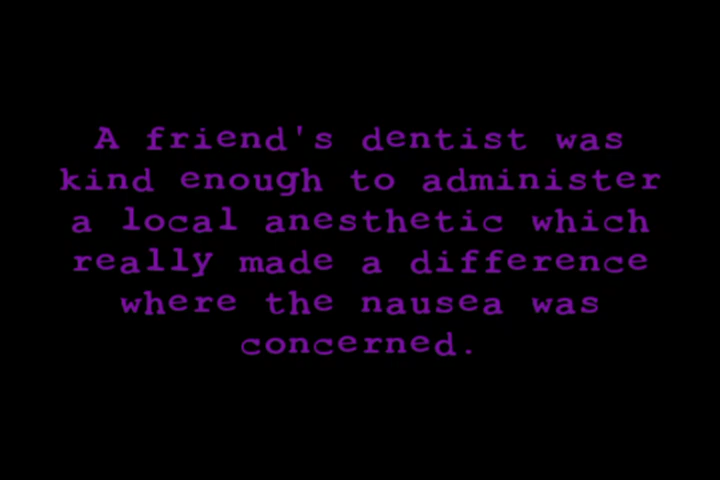 A friend's dentist was
kind enough to administer
a local anesthetic which
really made a difference
where the nausea was
concerned.